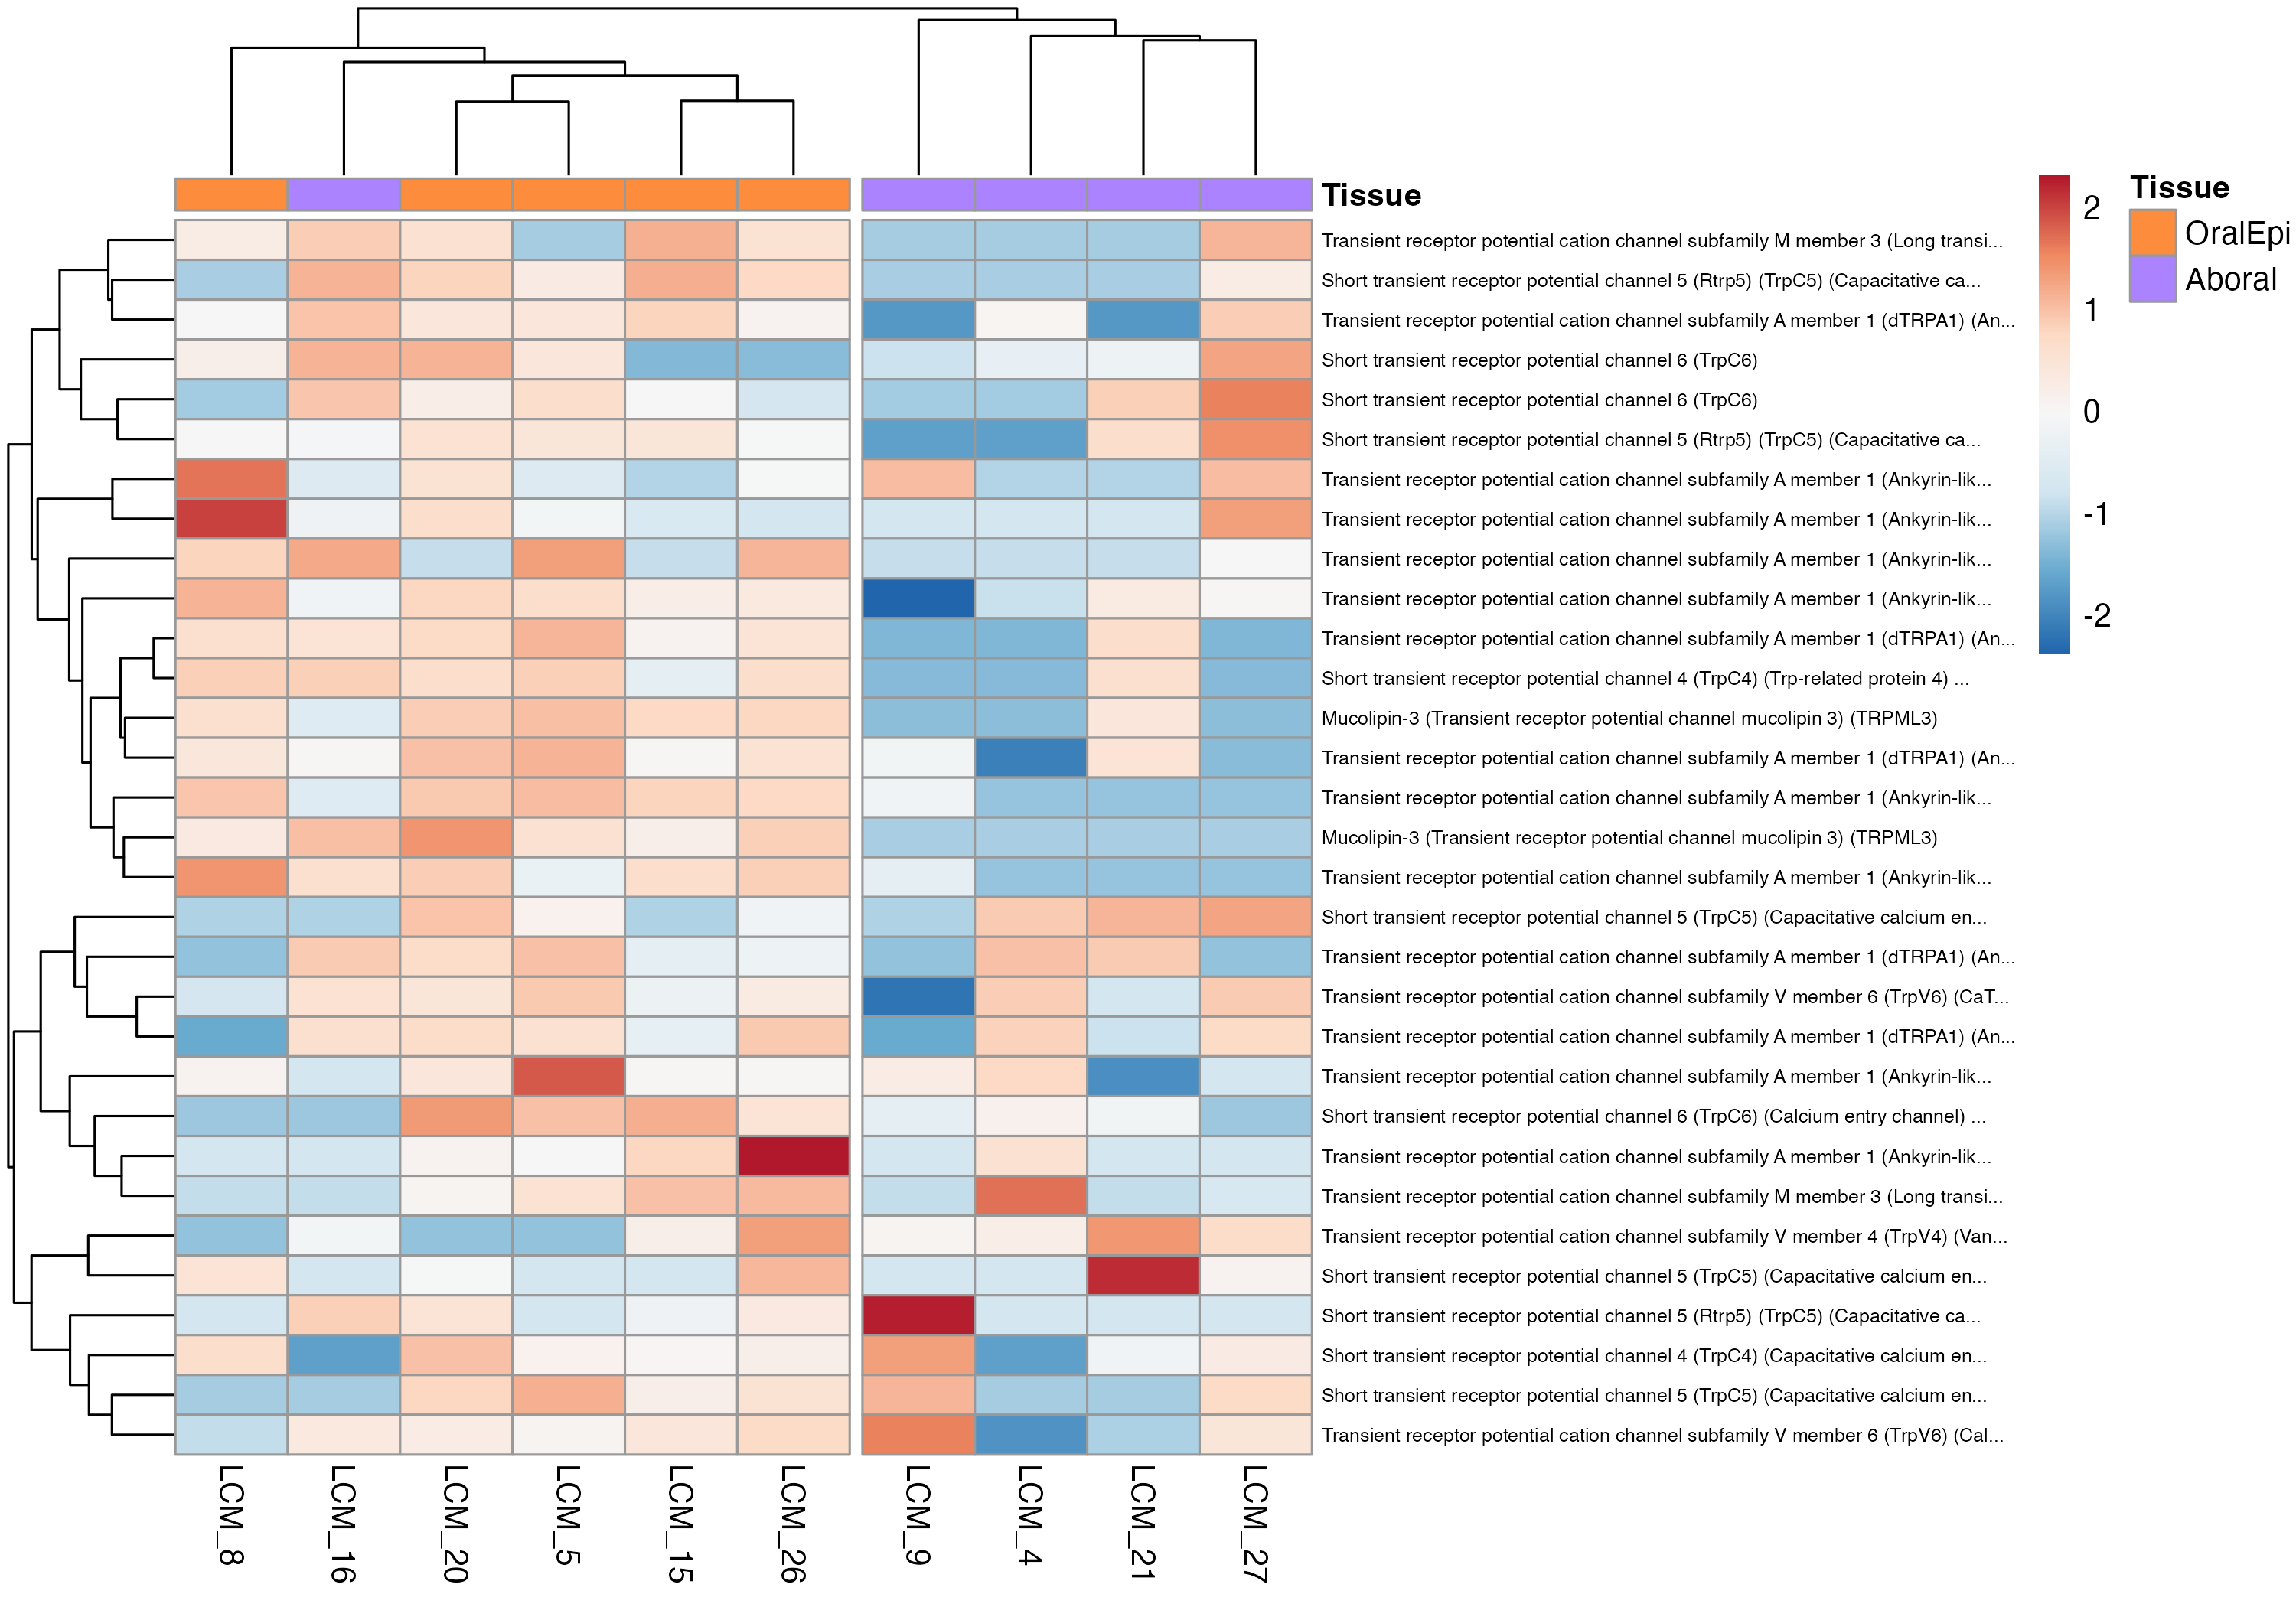 Tissue
Transient receptor potential cation channel subfamily M member 3 (Long transi...
Short transient receptor potential channel 5 (Rtrp5) (TrpC5) (Capacitative ca...
Transient receptor potential cation channel subfamily A member 1 (dTRPA1) (An...
Short transient receptor potential channel 6 (TrpC6)
Short transient receptor potential channel 6 (TrpC6)
Short transient receptor potential channel 5 (Rtrp5) (TrpC5) (Capacitative ca...
Transient receptor potential cation channel subfamily A member 1 (Ankyrin-lik...
Transient receptor potential cation channel subfamily A member 1 (Ankyrin-lik...
Transient receptor potential cation channel subfamily A member 1 (Ankyrin-lik...
Transient receptor potential cation channel subfamily A member 1 (Ankyrin-lik...
Transient receptor potential cation channel subfamily A member 1 (dTRPA1) (An...
Short transient receptor potential channel 4 (TrpC4) (Trp-related protein 4) ...
Mucolipin-3 (Transient receptor potential channel mucolipin 3) (TRPML3)
Transient receptor potential cation channel subfamily A member 1 (dTRPA1) (An...
Transient receptor potential cation channel subfamily A member 1 (Ankyrin-lik...
Mucolipin-3 (Transient receptor potential channel mucolipin 3) (TRPML3)
Transient receptor potential cation channel subfamily A member 1 (Ankyrin-lik...
Short transient receptor potential channel 5 (TrpC5) (Capacitative calcium en...
Transient receptor potential cation channel subfamily A member 1 (dTRPA1) (An...
Transient receptor potential cation channel subfamily V member 6 (TrpV6) (CaT...
Transient receptor potential cation channel subfamily A member 1 (dTRPA1) (An...
Transient receptor potential cation channel subfamily A member 1 (Ankyrin-lik...
Short transient receptor potential channel 6 (TrpC6) (Calcium entry channel) ...
Transient receptor potential cation channel subfamily A member 1 (Ankyrin-lik...
Transient receptor potential cation channel subfamily M member 3 (Long transi...
Transient receptor potential cation channel subfamily V member 4 (TrpV4) (Van...
Short transient receptor potential channel 5 (TrpC5) (Capacitative calcium en...
Short transient receptor potential channel 5 (Rtrp5) (TrpC5) (Capacitative ca...
Short transient receptor potential channel 4 (TrpC4) (Capacitative calcium en...
Short transient receptor potential channel 5 (TrpC5) (Capacitative calcium en...
Transient receptor potential cation channel subfamily V member 6 (TrpV6) (Cal...
LCM_8
LCM_16
LCM_20
LCM_5
LCM_15
LCM_26
LCM_9
LCM_4
LCM_21
LCM_27
2
1
0
-1
-2
Tissue
OralEpi
Aboral